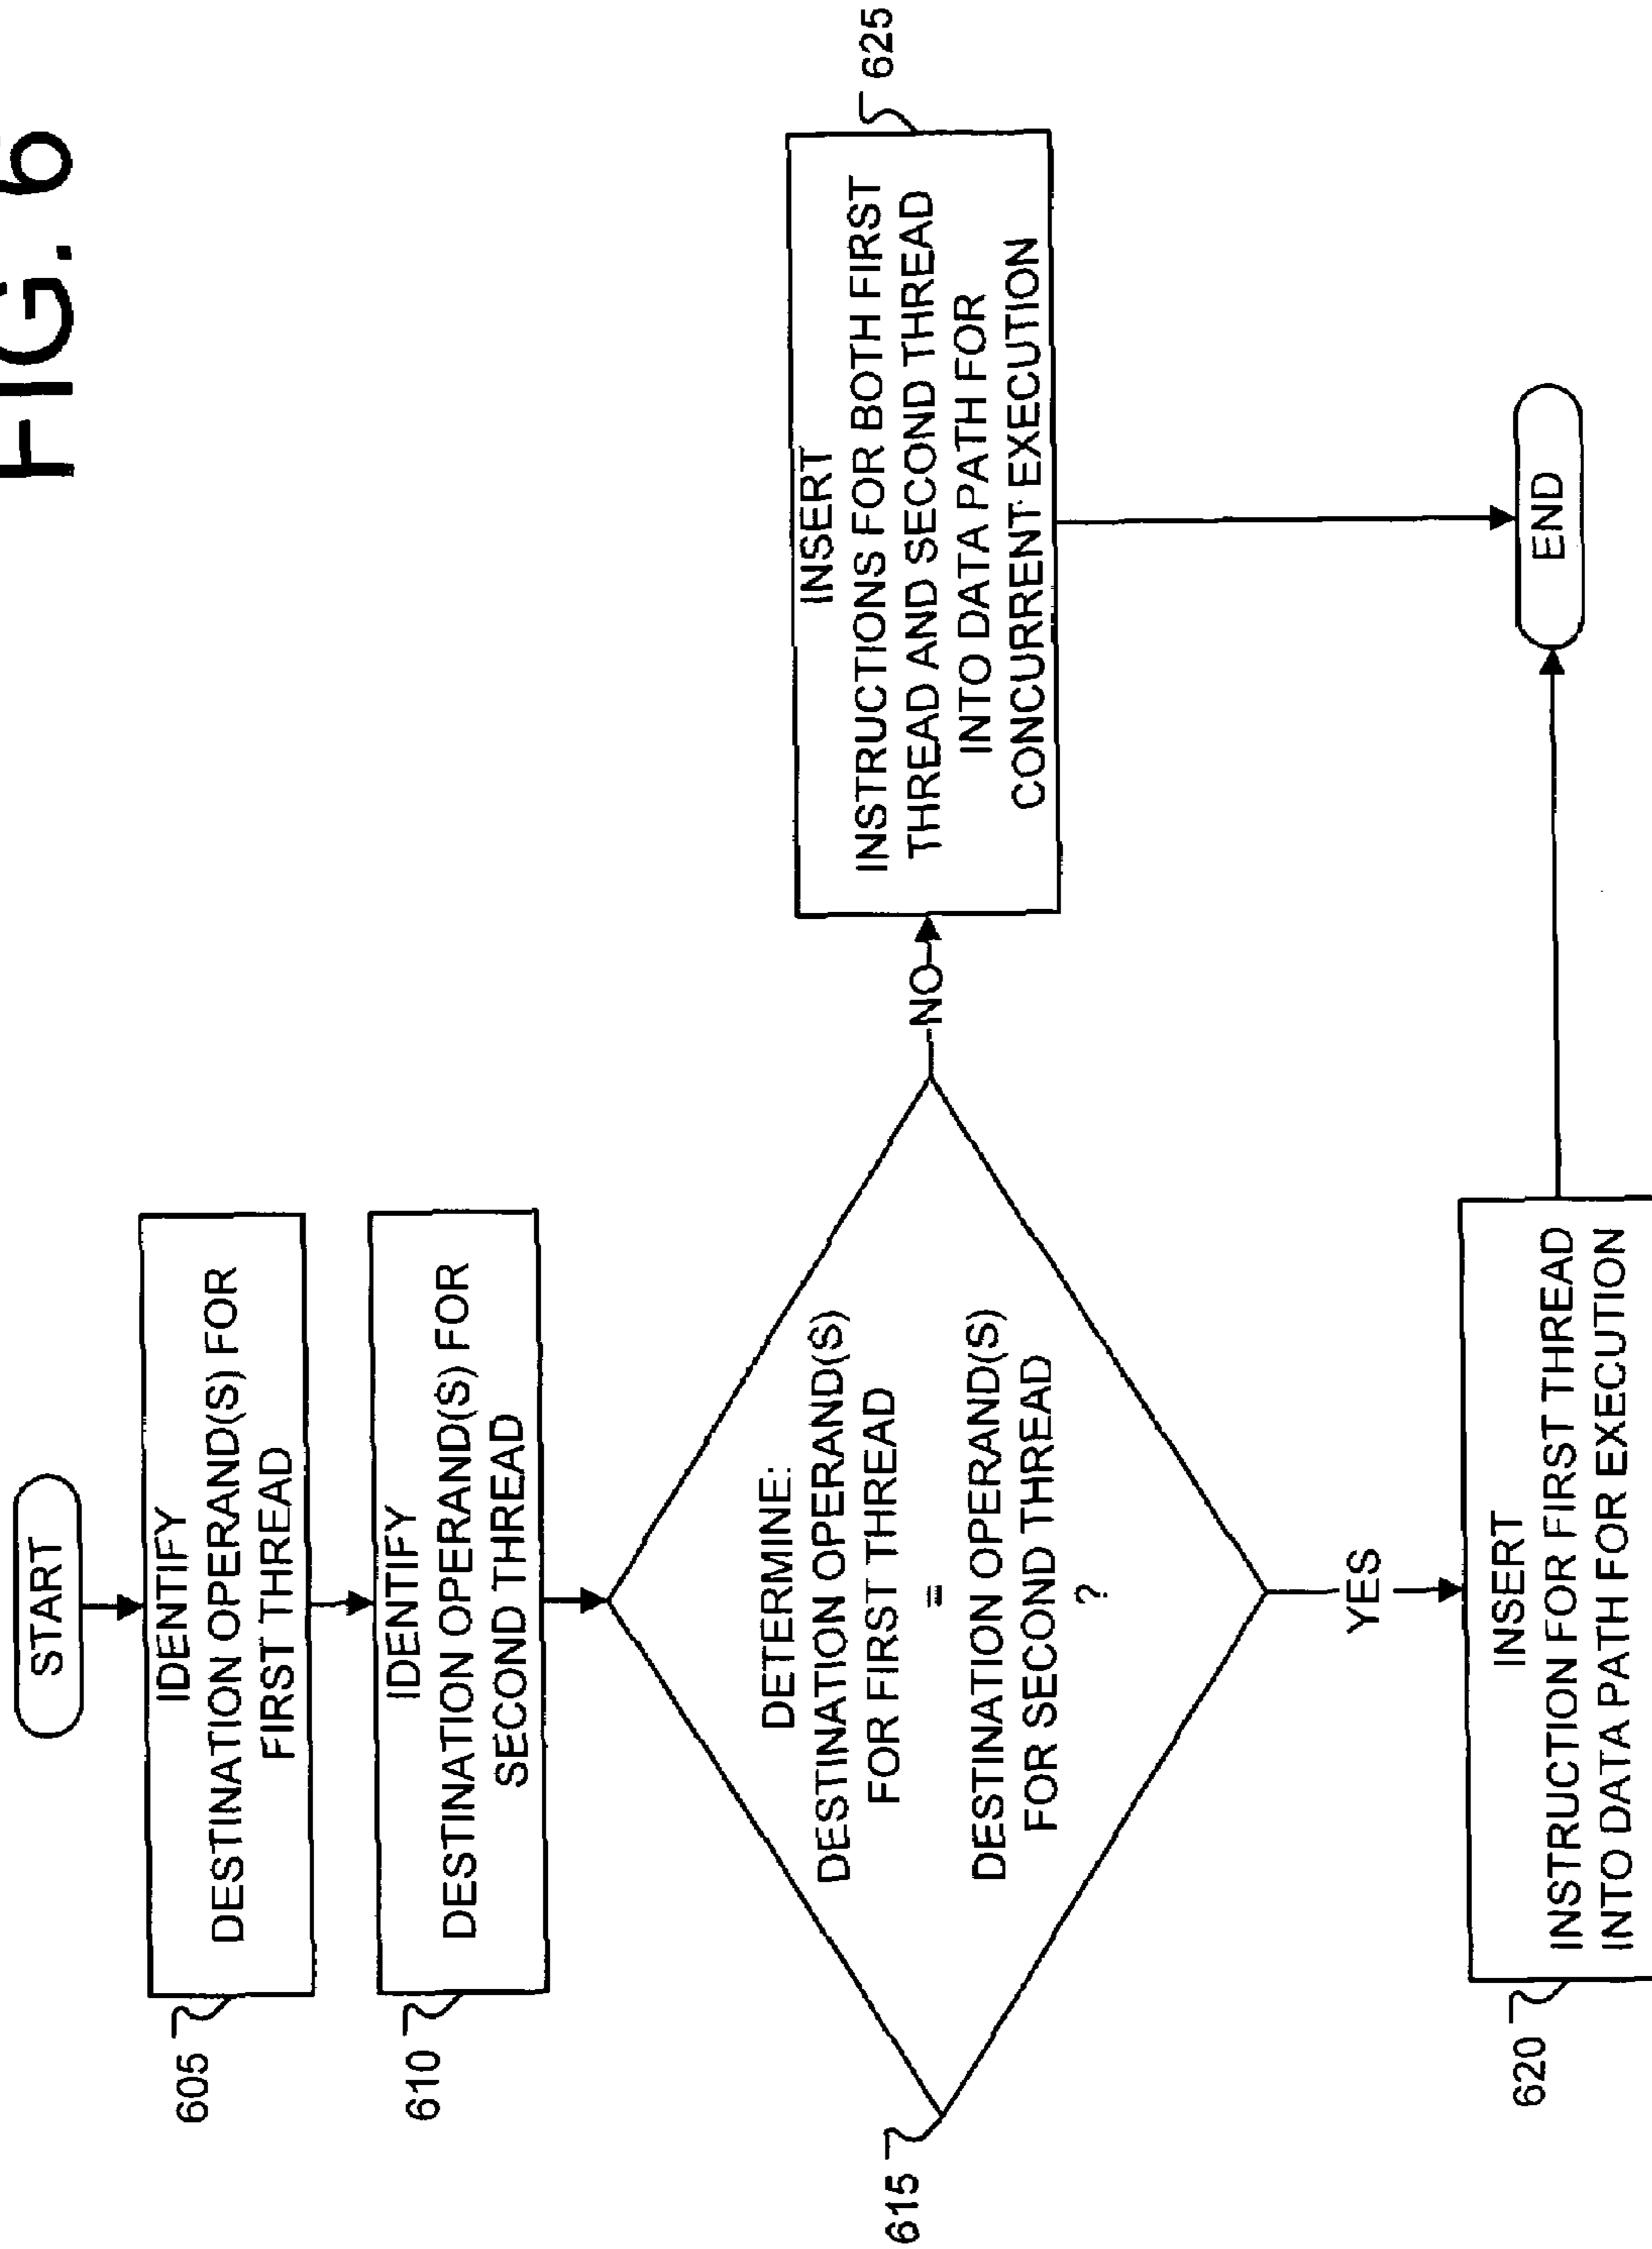 FIG. 6
START
IDENTIFY
DESTINATION OPERAND(S) FOR
FIRST THREAD
605
IDENTIFY
DESTINATION OPERAND(S) FOR
SECOND THREAD
610
DETERMINE:
DESTINATION OPERAND(S)
FOR FIRST THREAD
=
DESTINATION OPERAND(S)
FOR SECOND THREAD
?
615
NO
INSERT
INSTRUCTIONS FOR BOTH FIRST
THREAD AND SECOND THREAD
INTO DATA PATH FOR
CONCURRENT EXECUTION
625
YES
INSERT
INSTRUCTION FOR FIRST THREAD
INTO DATA PATH FOR EXECUTION
620
END